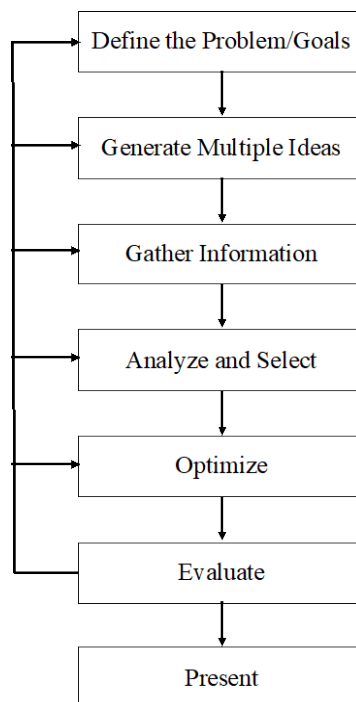 Define the Problem/Goals
Generate Multiple Ideas
Gather Information
Analyze and Select
Optimize
Evaluate
Present